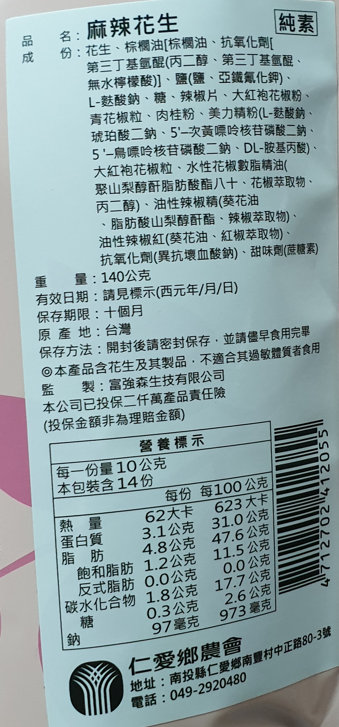 純素
品名：麻辣花生
成份：花生、棕櫚油[棕櫚油、抗氧化劑[
第三丁基氫醌(丙二醇、第三丁基氫醌、
無水檸檬酸)]、鹽(鹽、亞鐵氰化鉀)、
L-麩酸鈉、糖、辣椒片、大紅袍花椒粉、
青花椒粒、肉桂粉、美力精粉(L-麩酸鈉、
琥珀酸二鈉、5'-次黃嘌呤核苷磷酸二鈉、
5'-鳥嘌呤核苷磷酸二鈉、DL-胺基丙酸)、
大紅袍花椒粒、水性花椒數脂精油(
聚山梨醇酐脂肪酸酯八十、花椒萃取物、
丙二醇)、油性辣椒精(葵花油
、脂肪酸山梨醇酐酯、辣椒萃取物)、
油性辣椒紅(葵花油、紅椒萃取物)、
抗氧化劑(異抗壞血酸鈉)、甜味劑(蔗糖素)
重量：140公克
有效日期：請見標示(西元年/月/日)
保存期限：十個月
原產地：台灣
保存方法：開封後請密封保存，並請儘早食用完畢
◎本產品含花生及其製品，不適合其過敏體質者食用
監製：富強森生技有限公司
本公司已投保二仟萬產品責任險
(投保金額非為理賠金額)
營養標示
每一份量10公克
本包裝含14份
每份 每100公克
熱量 62大卡 623大卡
蛋白質 3.1公克 31.0公克
脂肪 4.8公克 47.6公克
飽和脂肪 1.2公克 11.5公克
反式脂肪 0.0公克 0.0公克
碳水化合物 1.8公克 17.7公克
糖 0.3公克 2.6公克
鈉 97毫克 973毫克
4712702412055
仁愛鄉農會
地址：南投縣仁愛鄉南豐村中正路80-3號
電話：049-2920480